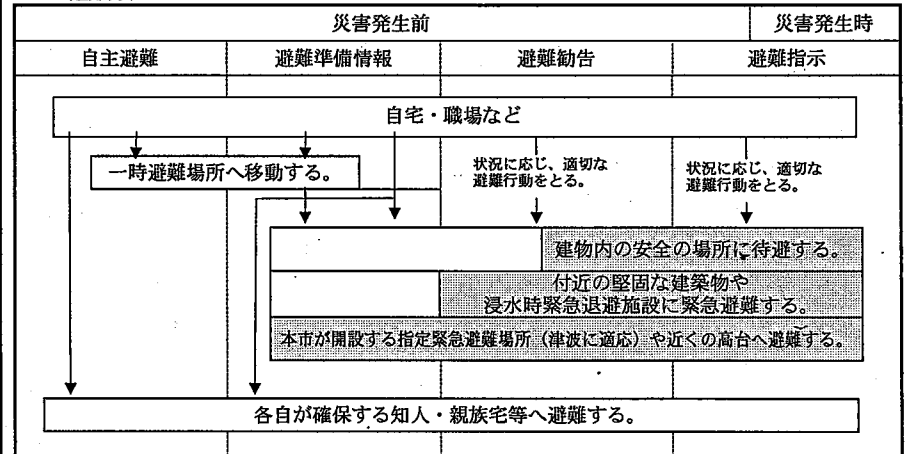 災害発生前
災害発生時
自主避難
避難準備情報
避難勧告
避難指示
自宅・職場など
一時避難場所へ移動する。
状況に応じ、適切な
避難行動をとる。
状況に応じ、適切な
避難行動をとる。
建物内の安全の場所に待避する。
付近の堅固な建築物や
浸水時緊急退避施設に緊急避難する。
本市が開設する指定緊急避難場所（津波に適応）や近くの高台へ避難する。
各自が確保する知人・親族宅等へ避難する。